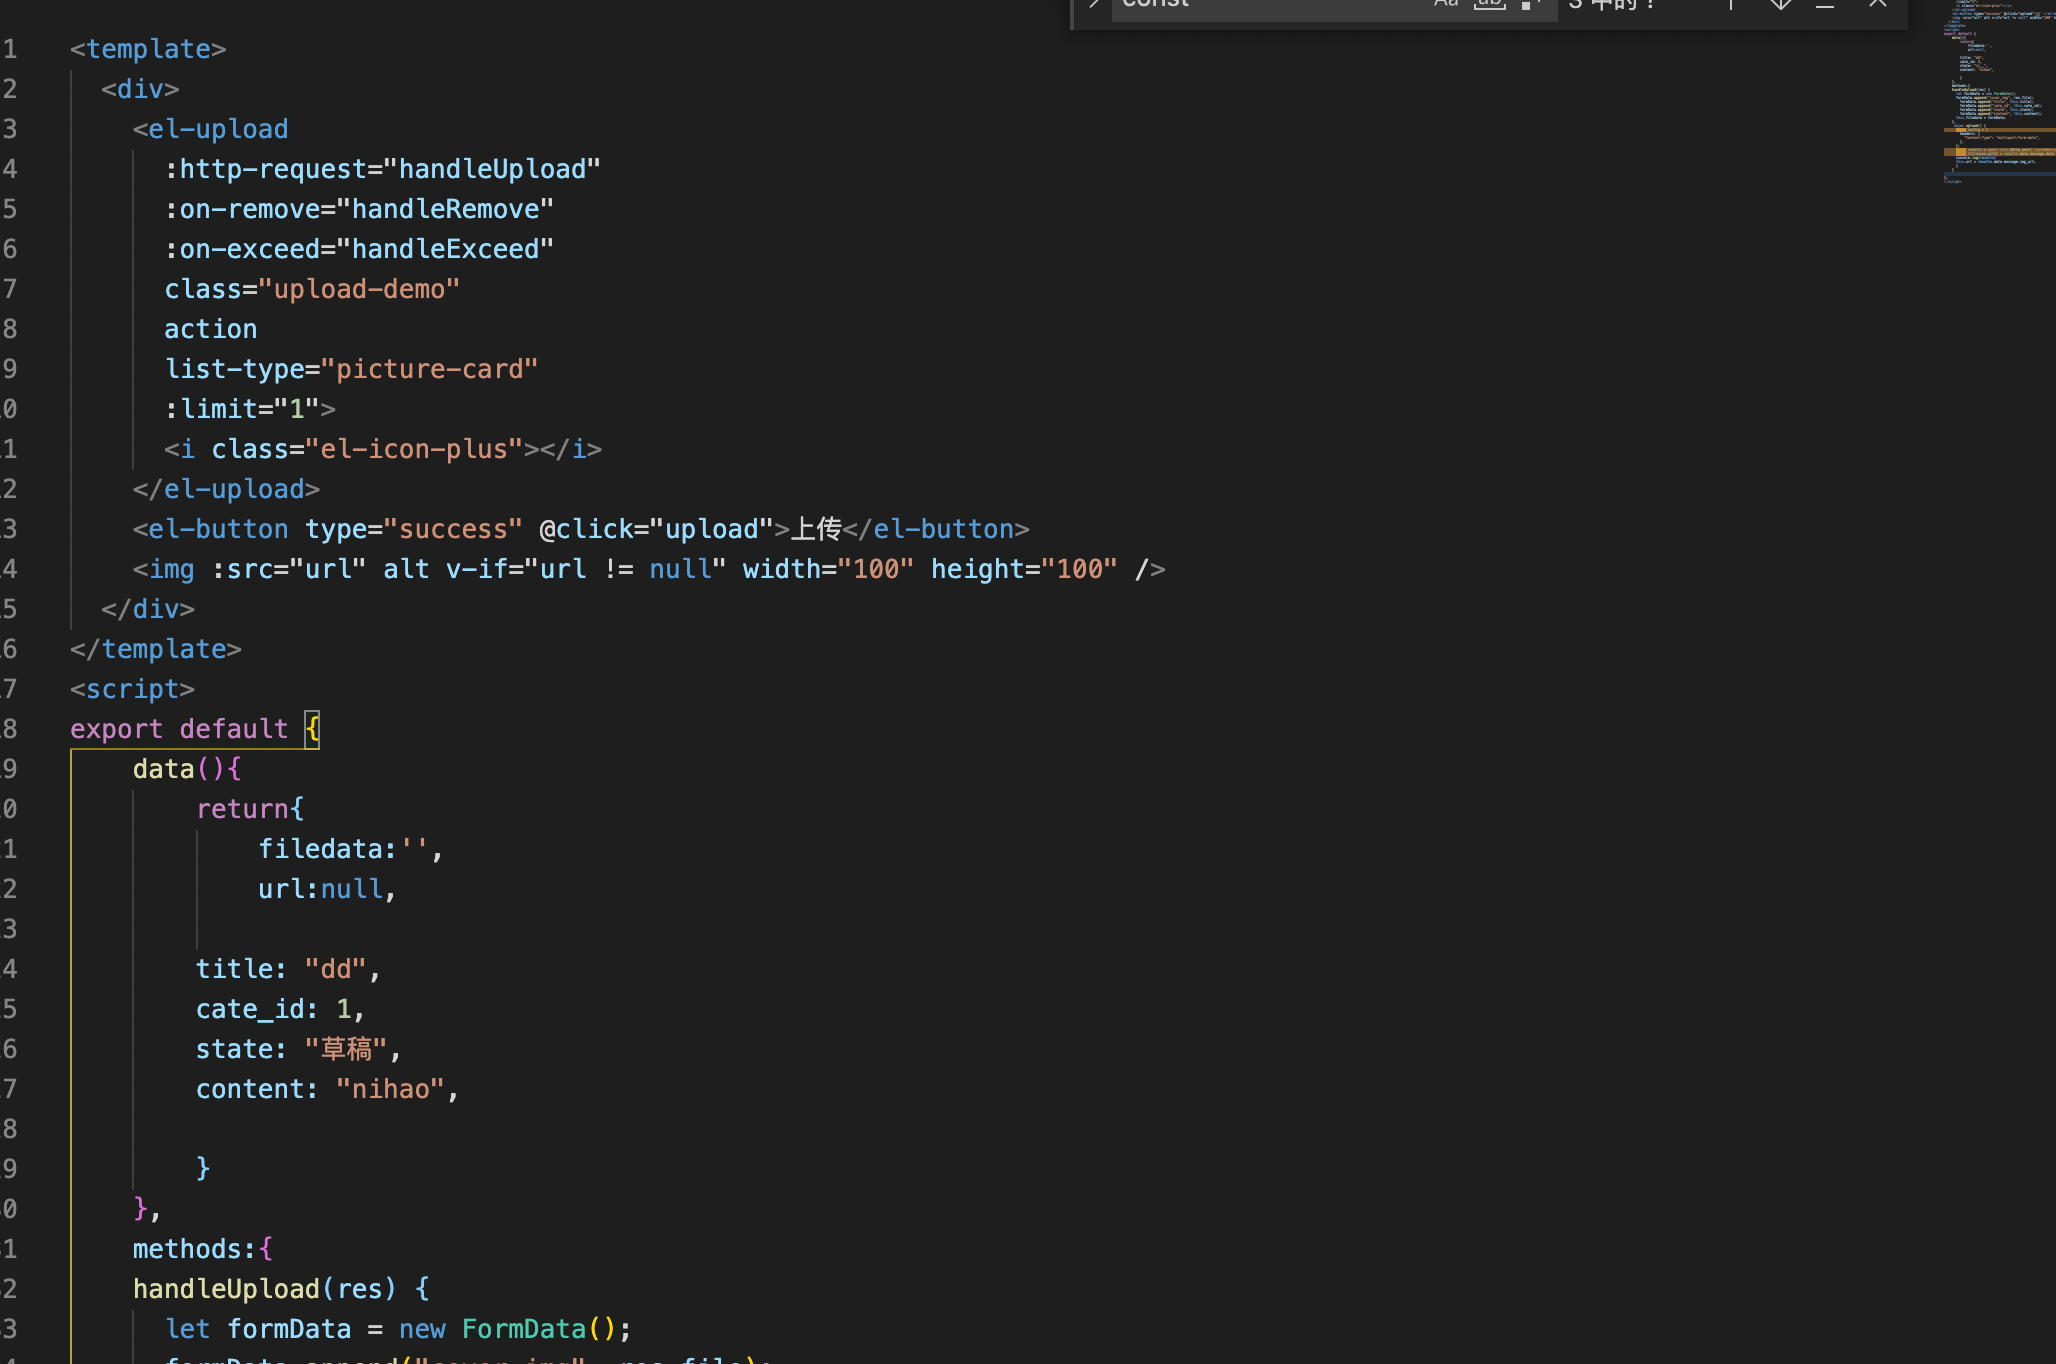 const Aa ab 3 中的 ?
1 <template>
2 <div>
3 <el-upload
4 :http-request="handleUpload"
5 :on-remove="handleRemove"
6 :on-exceed="handleExceed"
7 class="upload-demo"
8 action
9 list-type="picture-card"
0 :limit="1">
1 <i class="el-icon-plus"></i>
2 </el-upload>
3 <el-button type="success" @click="upload">上传</el-button>
4 <img :src="url" alt v-if="url != null" width="100" height="100" />
5 </div>
6 </template>
7 <script>
8 export default {
9 data(){
0 return{
1 filedata:'',
2 url:null,
3
4 title: "dd",
5 cate_id: 1,
6 state: "草稿",
7 content: "nihao",
8
9 }
0 },
1 methods:{
2 handleUpload(res) {
3 let formData = new FormData();
formData.append("cover_img", res.file);